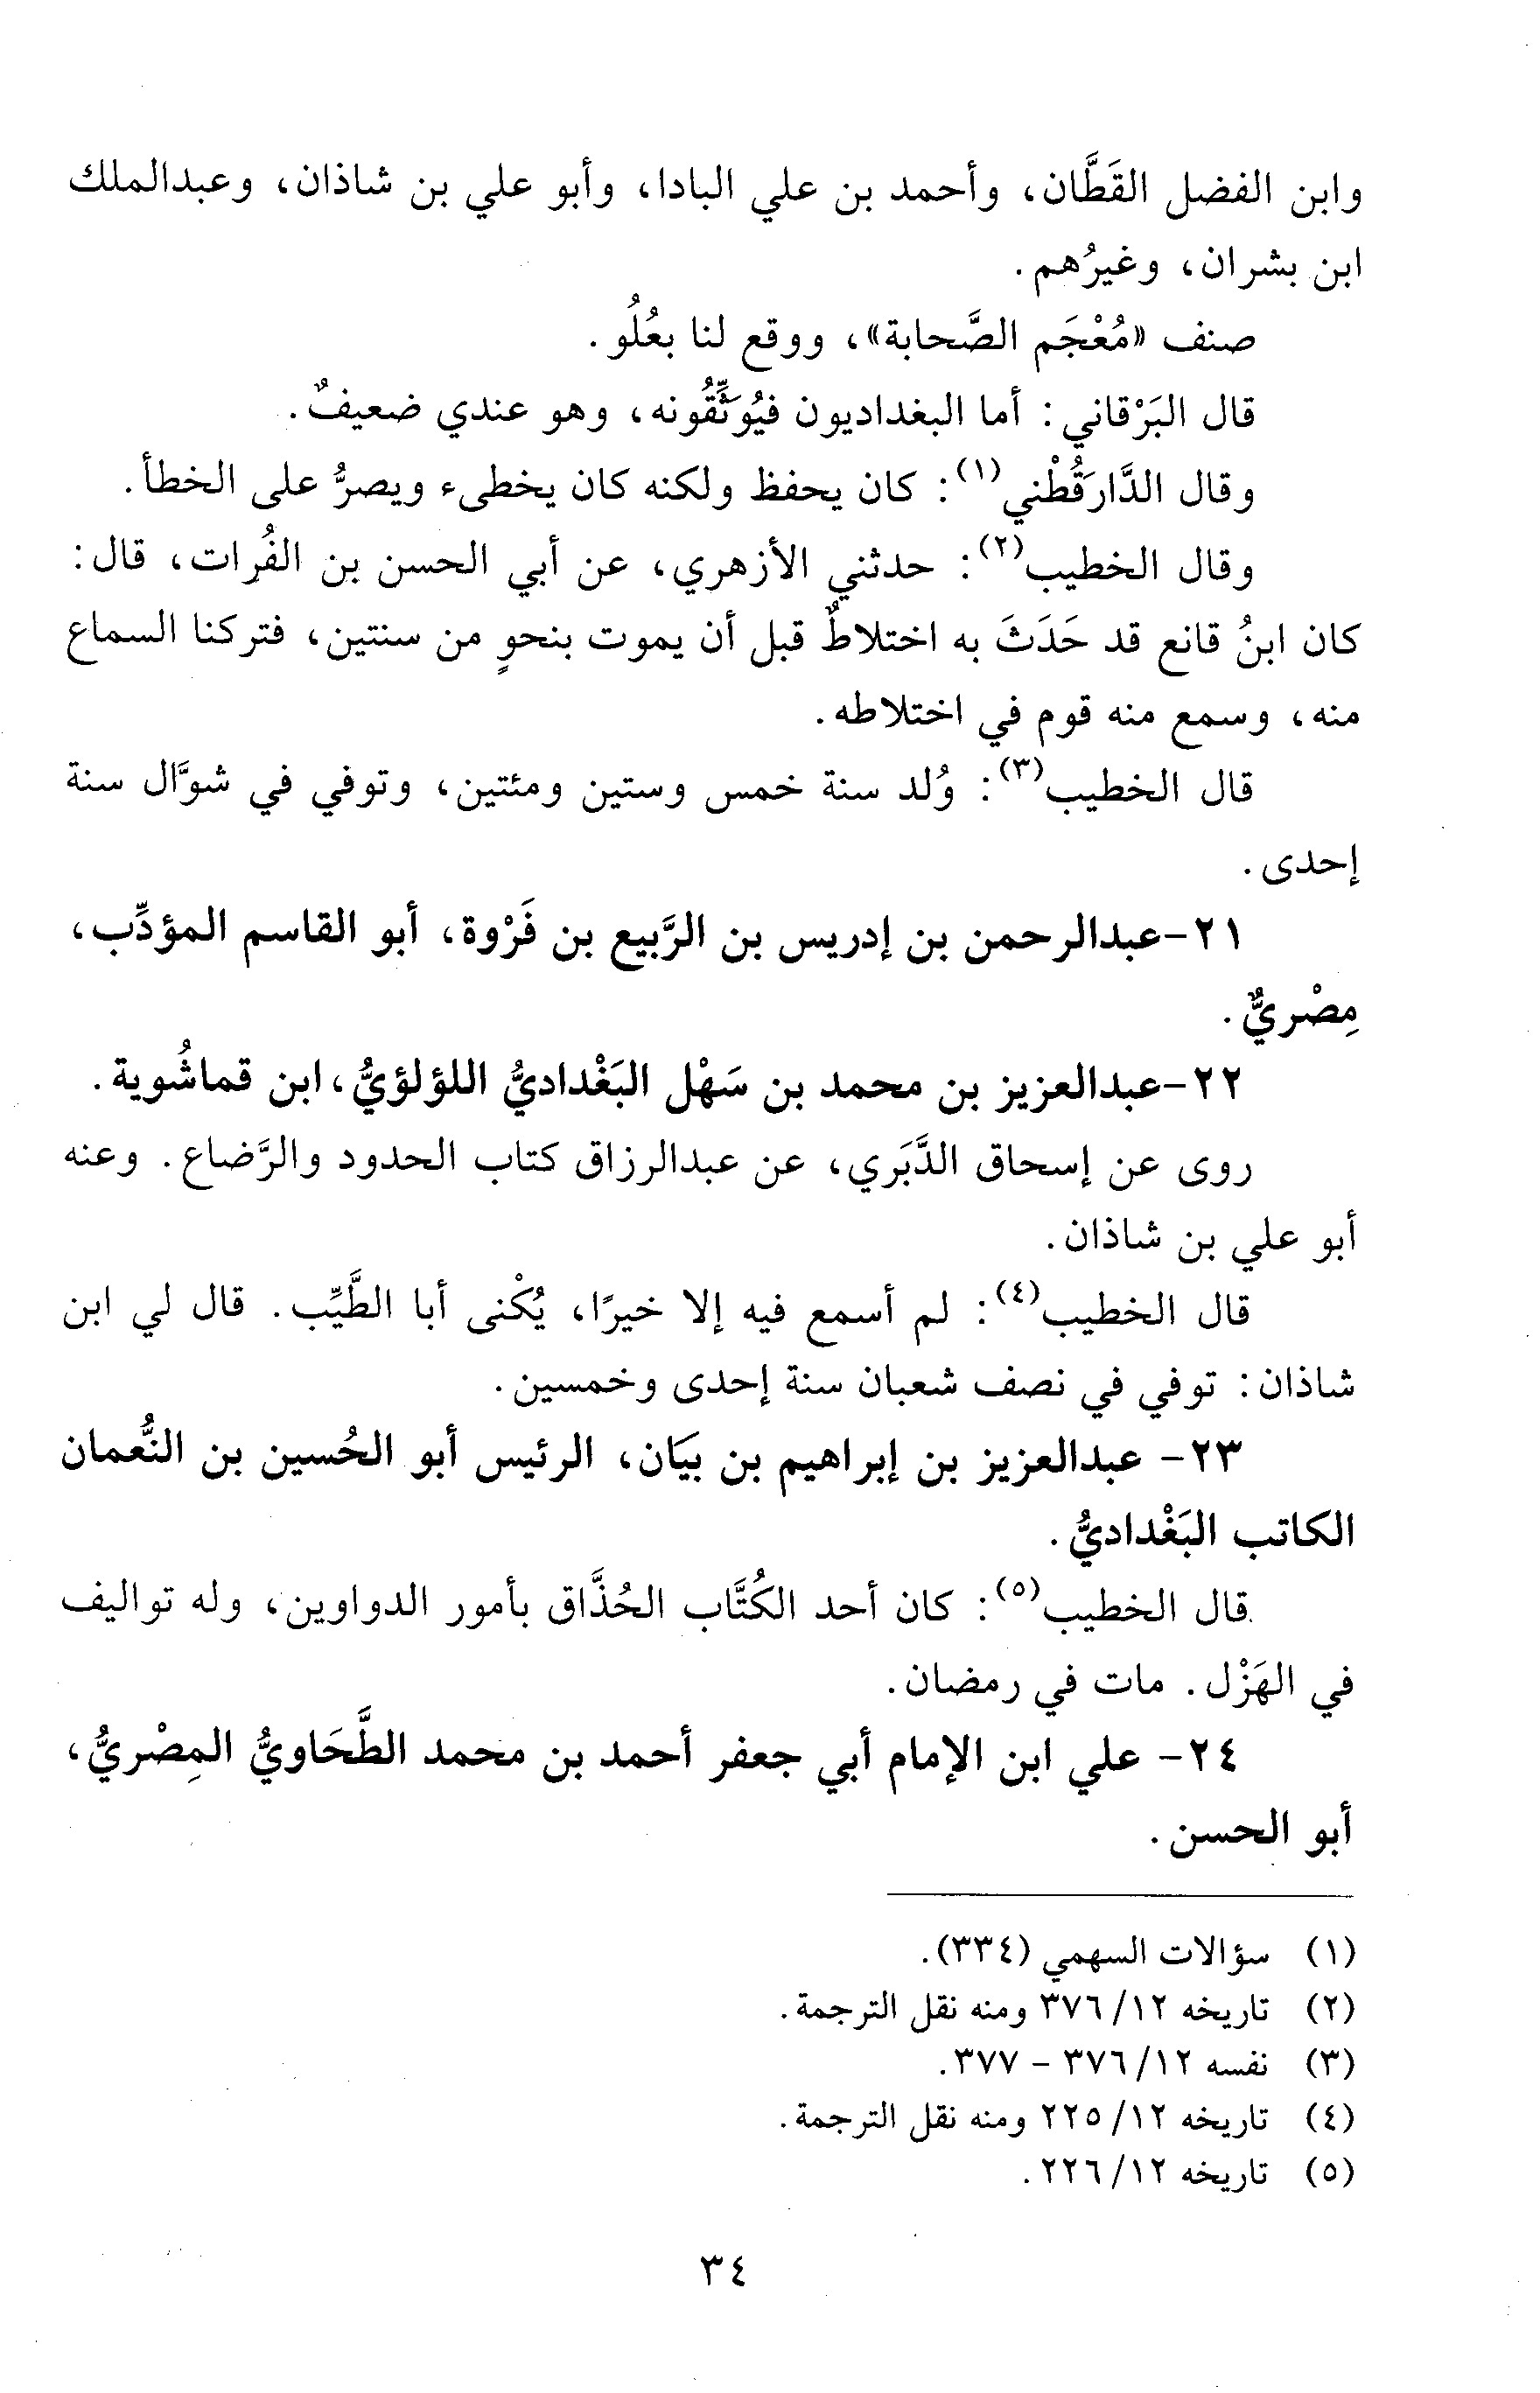 وابن الفضل القَطَّان، وأحمد بن علي البادا، وأبو علي بن شاذان، وعبدالملك
ابن بشران، وغيرُهم.
صنف «مُعْجَم الصَّحابة»، ووقع لنا بعُلُو.
قال البَرْقاني: أما البغداديون فيُوَثِّقُونه، وهو عندي ضعيفٌ.
وقال الدَّارَقُطْني(١): كان يحفظ ولكنه كان يخطىء ويصرُّ على الخطأ.
وقال الخطيب(٢): حدثني الأزهري، عن أبي الحسن بن الفُرات، قال:
كان ابنُ قانع قد حَدَثَ به اختلاطٌ قبل أن يموت بنحوٍ من سنتين، فتركنا السماع
منه، وسمع منه قوم في اختلاطه.
قال الخطيب(٣): وُلد سنة خمس وستين ومئتين، وتوفي في شوَّال سنة
إحدى.
٢١-عبدالرحمن بن إدريس بن الرَّبيع بن فَرْوة، أبو القاسم المؤدِّب،
مِصْريٌّ.
٢٢-عبدالعزيز بن محمد بن سَهْل البَغْداديُّ اللؤلؤيُّ، ابن قماشُوية.
روى عن إسحاق الدَّبَري، عن عبدالرزاق كتاب الحدود والرَّضاع. وعنه
أبو علي بن شاذان.
قال الخطيب(٤): لم أسمع فيه إلا خيرًا، يُكْنى أبا الطَّيِّب. قال لي ابن
شاذان: توفي في نصف شعبان سنة إحدى وخمسين.
٢٣- عبدالعزيز بن إبراهيم بن بيَان، الرئيس أبو الحُسين بن النُّعمان
الكاتب البَغْداديُّ.
قال الخطيب(٥): كان أحد الكُتَّاب الحُذَّاق بأمور الدواوين، وله تواليف
في الهَزْل. مات في رمضان.
٢٤- علي ابن الإمام أبي جعفر أحمد بن محمد الطَّحَاويُّ المِصْريُّ،
أبو الحسن.
(١) سؤالات السهمي (٣٣٤).
(٢) تاريخه ١٢/ ٣٧٦ ومنه نقل الترجمة.
(٣) نفسه ١٢/ ٣٧٦ – ٣٧٧.
(٤) تاريخه ١٢/ ٢٢٥ ومنه نقل الترجمة.
(٥) تاريخه ١٢/ ٢٢٦.
٣٤